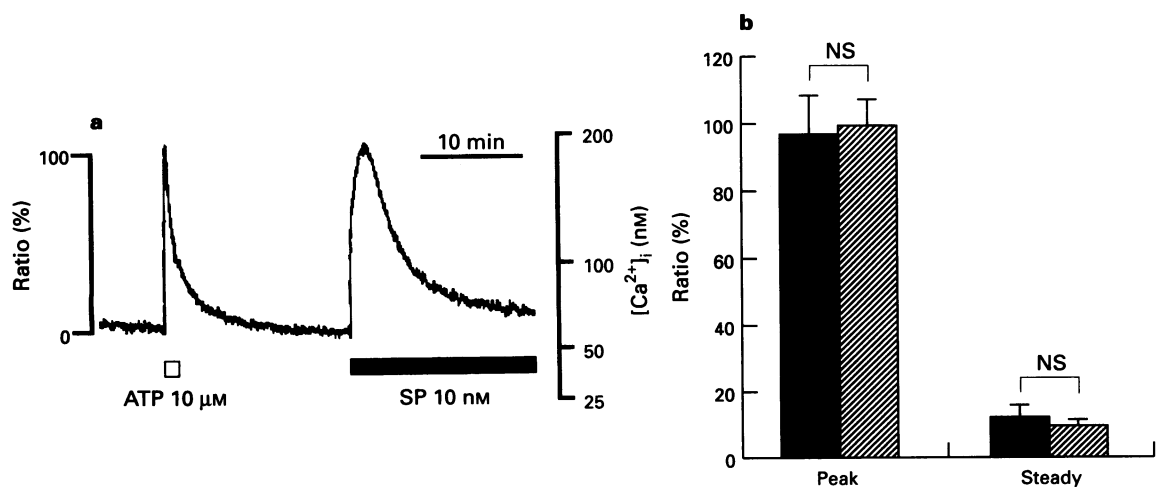 a
Ratio (%)
100
0
10 min
ATP 10 μM
SP 10 nM
200
100
50
25
[Ca²⁺]ᵢ (nM)
b
Ratio (%)
120
100
80
60
40
20
0
NS
NS
Peak
Steady